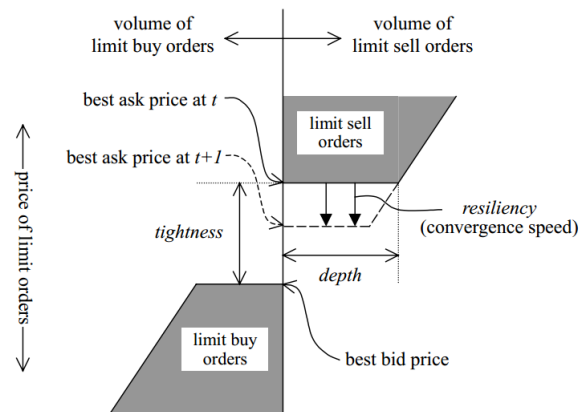 volume of
limit buy orders
volume of
limit sell orders
best ask price at t
limit sell
orders
best ask price at t+1
resiliency
(convergence speed)
tightness
depth
price of limit orders
limit buy
orders
best bid price